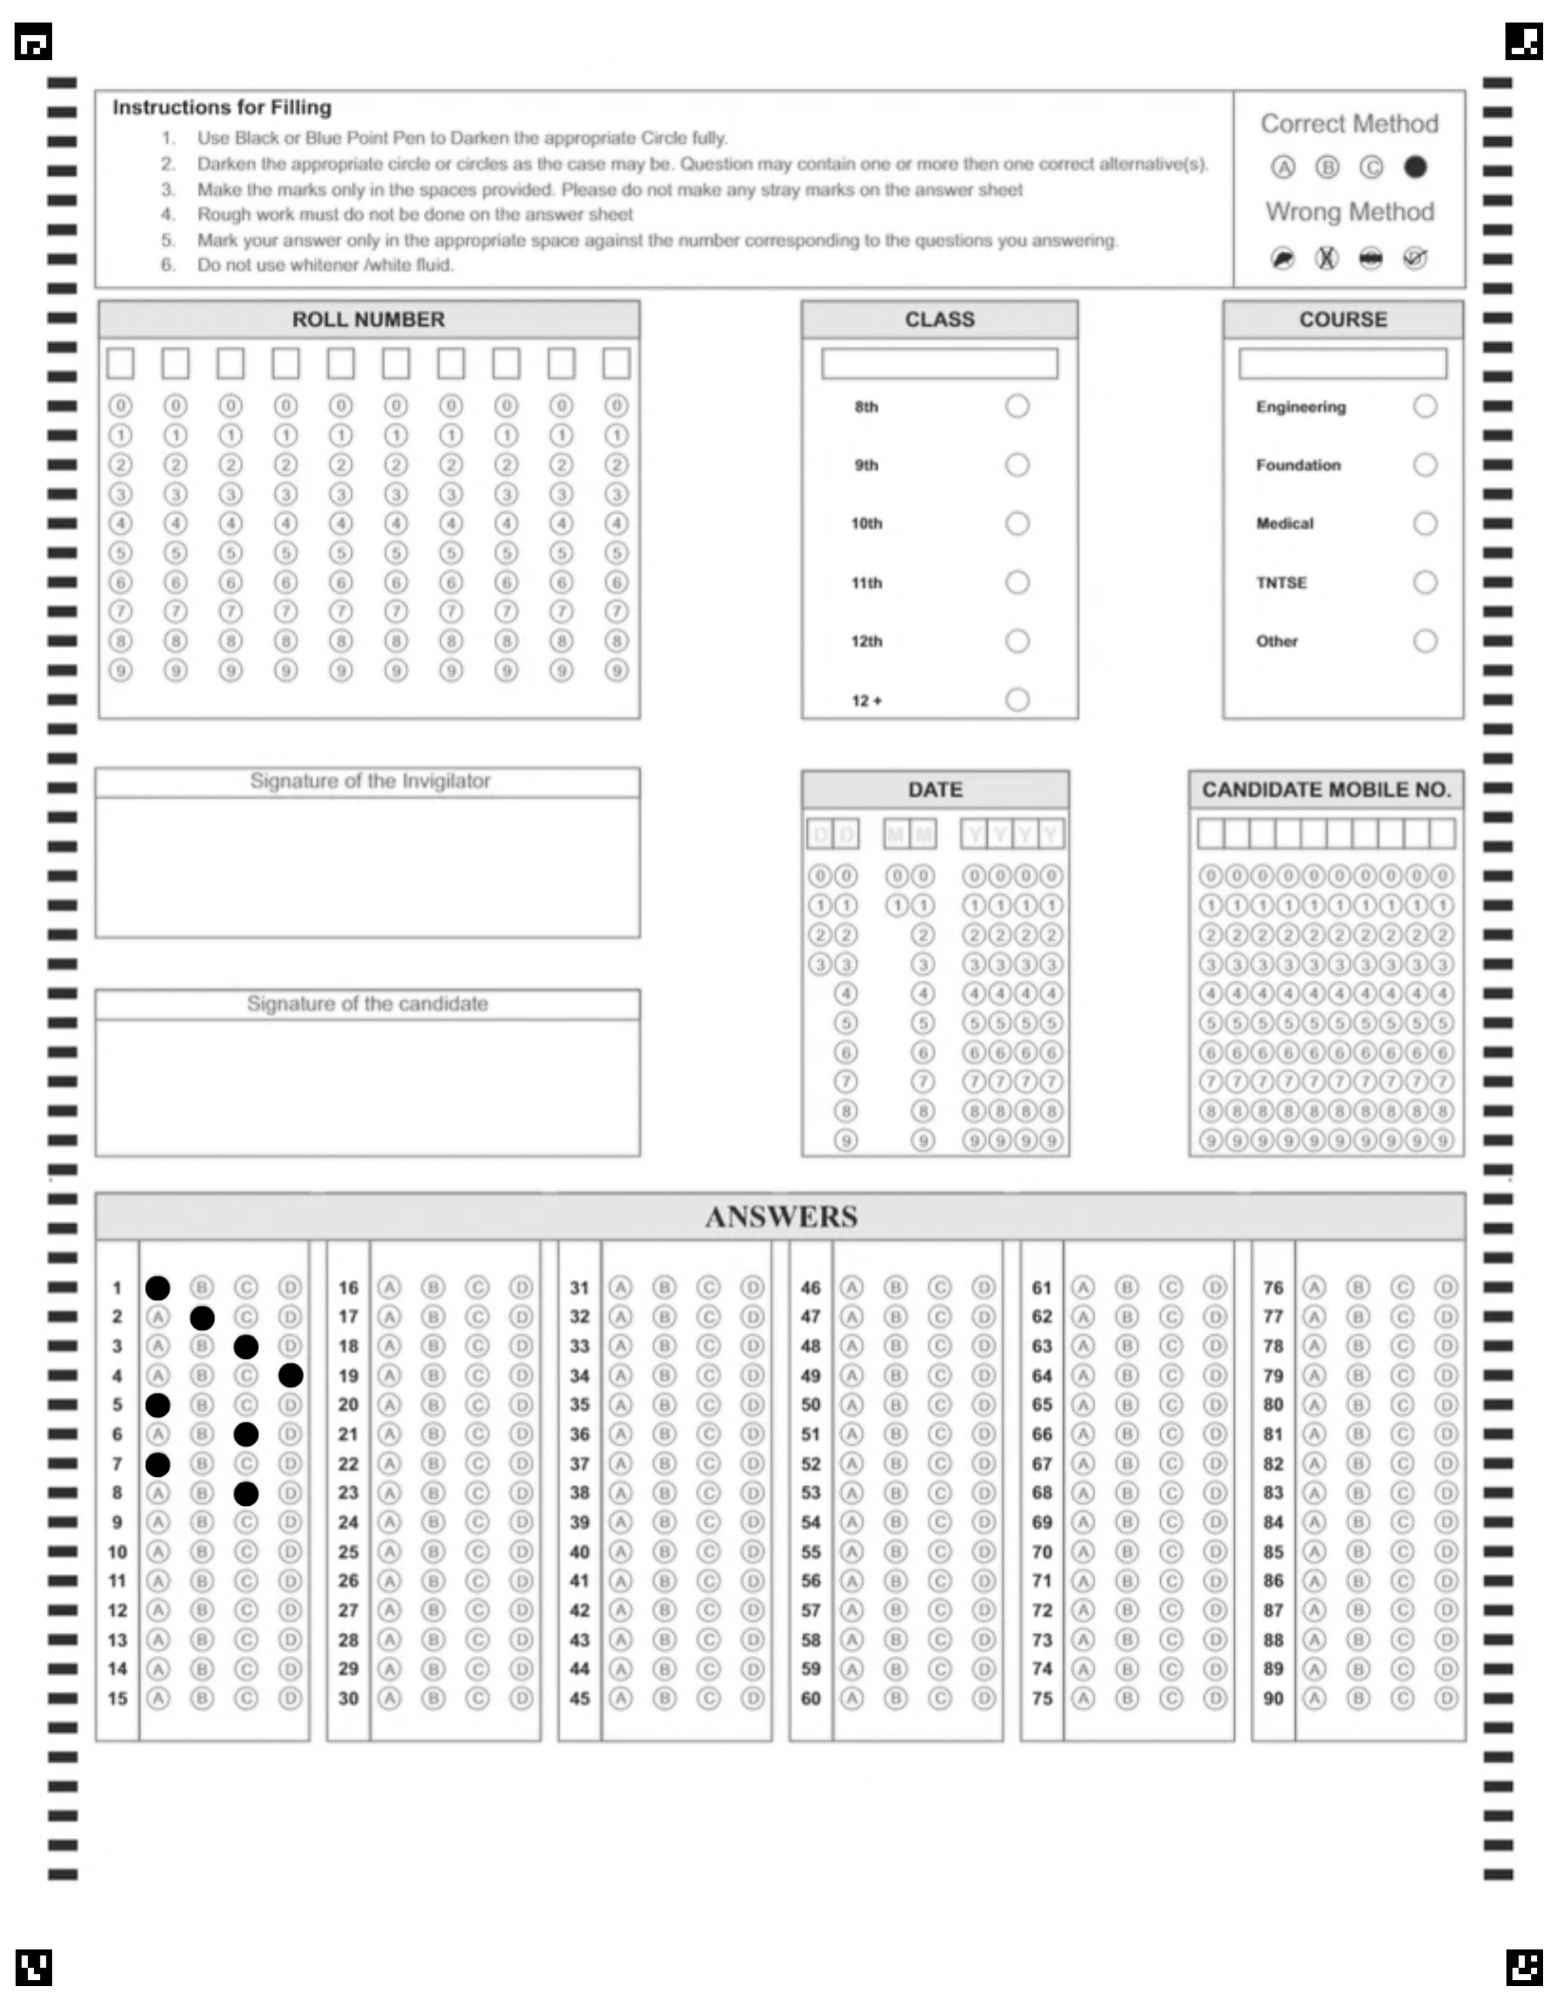 Instructions for Filling
1. Use Black or Blue Point Pen to Darken the appropriate Circle fully.
2. Darken the appropriate circle or circles as the case may be. Question may contain one or more then one correct alternative(s).
3. Make the marks only in the spaces provided. Please do not make any stray marks on the answer sheet
4. Rough work must do not be done on the answer sheet
5. Mark your answer only in the appropriate space against the number corresponding to the questions you answering.
6. Do not use whitener /white fluid.
Correct Method
A B C
Wrong Method
ROLL NUMBER
0 0 0 0 0 0 0 0 0 0
1 1 1 1 1 1 1 1 1 1
2 2 2 2 2 2 2 2 2 2
3 3 3 3 3 3 3 3 3 3
4 4 4 4 4 4 4 4 4 4
5 5 5 5 5 5 5 5 5 5
6 6 6 6 6 6 6 6 6 6
7 7 7 7 7 7 7 7 7 7
8 8 8 8 8 8 8 8 8 8
9 9 9 9 9 9 9 9 9 9
CLASS
8th
9th
10th
11th
12th
12 +
COURSE
Engineering
Foundation
Medical
TNTSE
Other
Signature of the Invigilator
Signature of the candidate
DATE
D D M M Y Y Y Y
0 0 0 0 0 0 0 0
1 1 1 1 1 1 1 1
2 2 2 2 2 2 2
3 3 3 3 3 3 3
4 4 4 4 4 4
5 5 5 5 5 5
6 6 6 6 6 6
7 7 7 7 7 7
8 8 8 8 8 8
9 9 9 9 9 9
CANDIDATE MOBILE NO.
0 0 0 0 0 0 0 0 0 0
1 1 1 1 1 1 1 1 1 1
2 2 2 2 2 2 2 2 2 2
3 3 3 3 3 3 3 3 3 3
4 4 4 4 4 4 4 4 4 4
5 5 5 5 5 5 5 5 5 5
6 6 6 6 6 6 6 6 6 6
7 7 7 7 7 7 7 7 7 7
8 8 8 8 8 8 8 8 8 8
9 9 9 9 9 9 9 9 9 9
ANSWERS
1 B C D
2 A C D
3 A B D
4 A B C
5 B C D
6 A B D
7 B C D
8 A B D
9 A B C D
10 A B C D
11 A B C D
12 A B C D
13 A B C D
14 A B C D
15 A B C D
16 A B C D
17 A B C D
18 A B C D
19 A B C D
20 A B C D
21 A B C D
22 A B C D
23 A B C D
24 A B C D
25 A B C D
26 A B C D
27 A B C D
28 A B C D
29 A B C D
30 A B C D
31 A B C D
32 A B C D
33 A B C D
34 A B C D
35 A B C D
36 A B C D
37 A B C D
38 A B C D
39 A B C D
40 A B C D
41 A B C D
42 A B C D
43 A B C D
44 A B C D
45 A B C D
46 A B C D
47 A B C D
48 A B C D
49 A B C D
50 A B C D
51 A B C D
52 A B C D
53 A B C D
54 A B C D
55 A B C D
56 A B C D
57 A B C D
58 A B C D
59 A B C D
60 A B C D
61 A B C D
62 A B C D
63 A B C D
64 A B C D
65 A B C D
66 A B C D
67 A B C D
68 A B C D
69 A B C D
70 A B C D
71 A B C D
72 A B C D
73 A B C D
74 A B C D
75 A B C D
76 A B C D
77 A B C D
78 A B C D
79 A B C D
80 A B C D
81 A B C D
82 A B C D
83 A B C D
84 A B C D
85 A B C D
86 A B C D
87 A B C D
88 A B C D
89 A B C D
90 A B C D